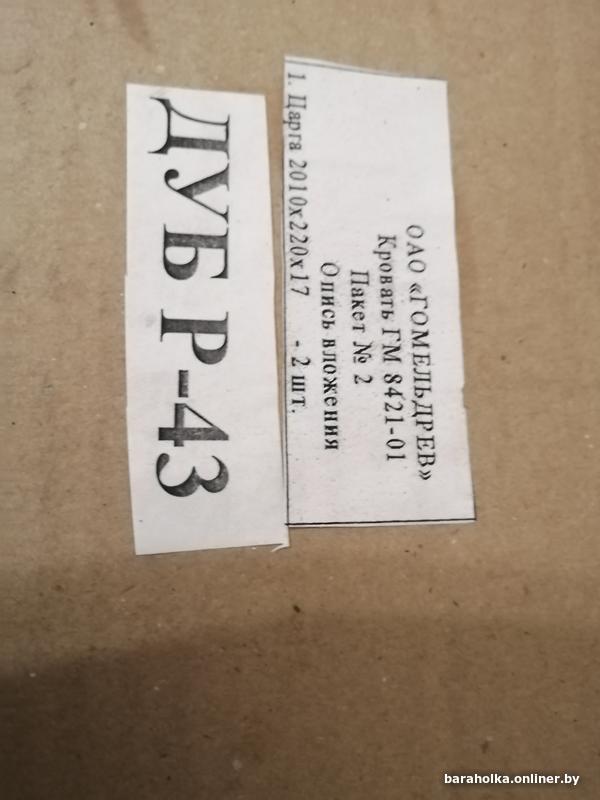 ОАО «ГОМЕЛЬДРЕВ»
Кровать ГМ 8421-01
Пакет № 2
Опись вложения
1. Царга 2010х220х17 - 2 шт.
ДУБ Р-43
baraholka.onliner.by